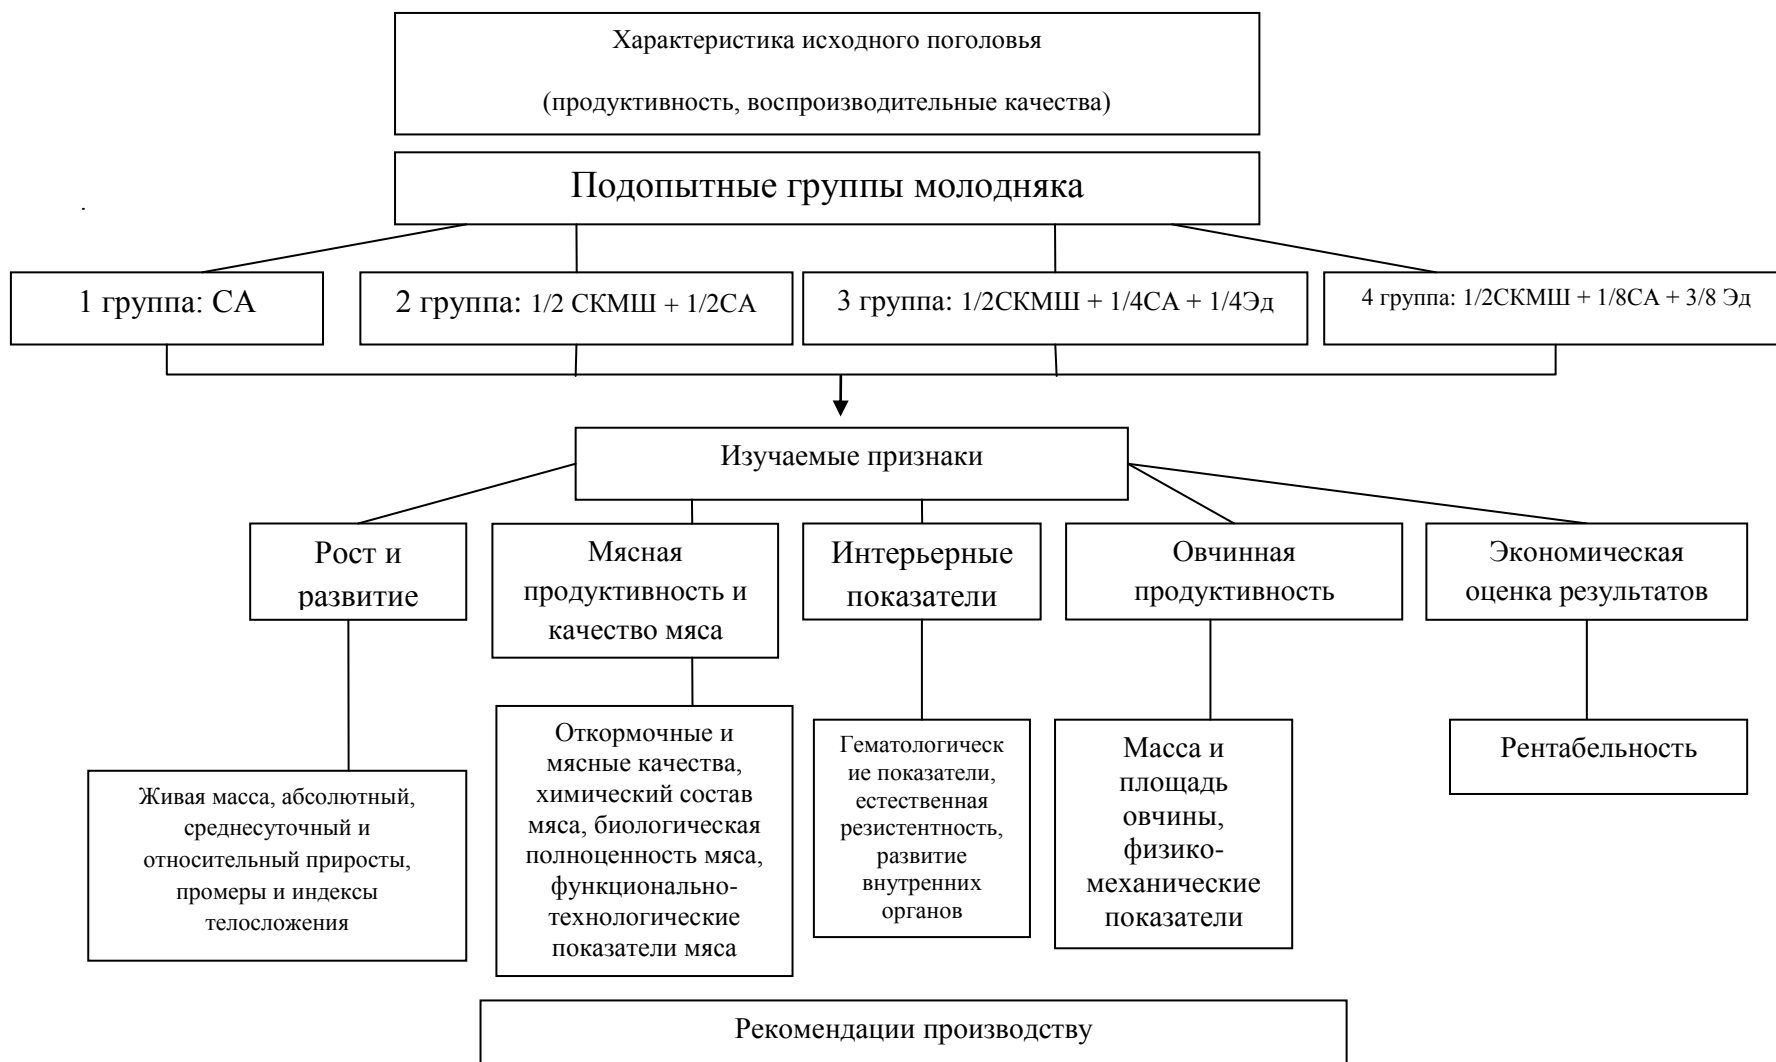 Характеристика исходного поголовья
(продуктивность, воспроизводительные качества)
Подопытные группы молодняка
1 группа: СА
2 группа: 1/2 СКМШ + 1/2СА
3 группа: 1/2СКМШ + 1/4СА + 1/4Эд
4 группа: 1/2СКМШ + 1/8СА + 3/8 Эд
Изучаемые признаки
Рост и
развитие
Мясная
продуктивность и
качество мяса
Интерьерные
показатели
Овчинная
продуктивность
Экономическая
оценка результатов
Живая масса, абсолютный,
среднесуточный и
относительный приросты,
промеры и индексы
телосложения
Откормочные и
мясные качества,
химический состав
мяса, биологическая
полноценность мяса,
функционально-
технологические
показатели мяса
Гематологическ
ие показатели,
естественная
резистентность,
развитие
внутренних
органов
Масса и
площадь
овчины,
физико-
механические
показатели
Рентабельность
Рекомендации производству